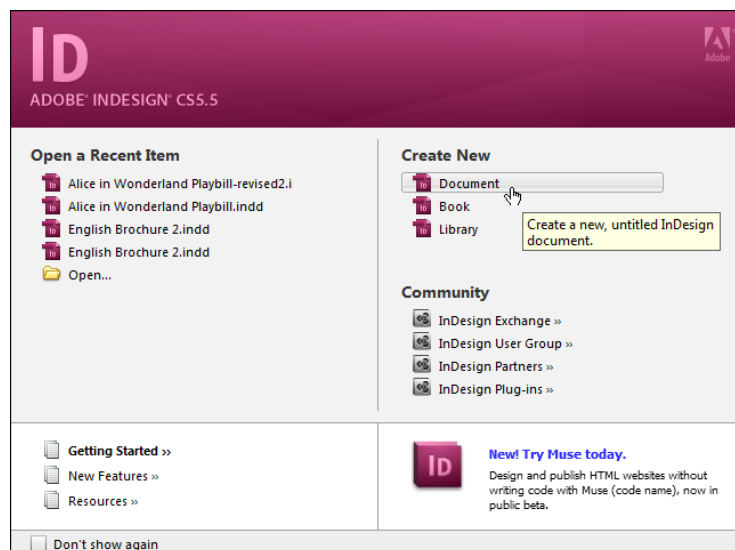 ID
ADOBE® INDESIGN® CS5.5
Adobe
Open a Recent Item
Alice in Wonderland Playbill-revised2.i
Alice in Wonderland Playbill.indd
English Brochure 2.indd
English Brochure 2.indd
Open...
Create New
Document
Book
Library
Create a new, untitled InDesign
document.
Community
InDesign Exchange »
InDesign User Group »
InDesign Partners »
InDesign Plug-ins »
Getting Started »
New Features »
Resources »
ID
New! Try Muse today.
Design and publish HTML websites without
writing code with Muse (code name), now in
public beta.
Don't show again